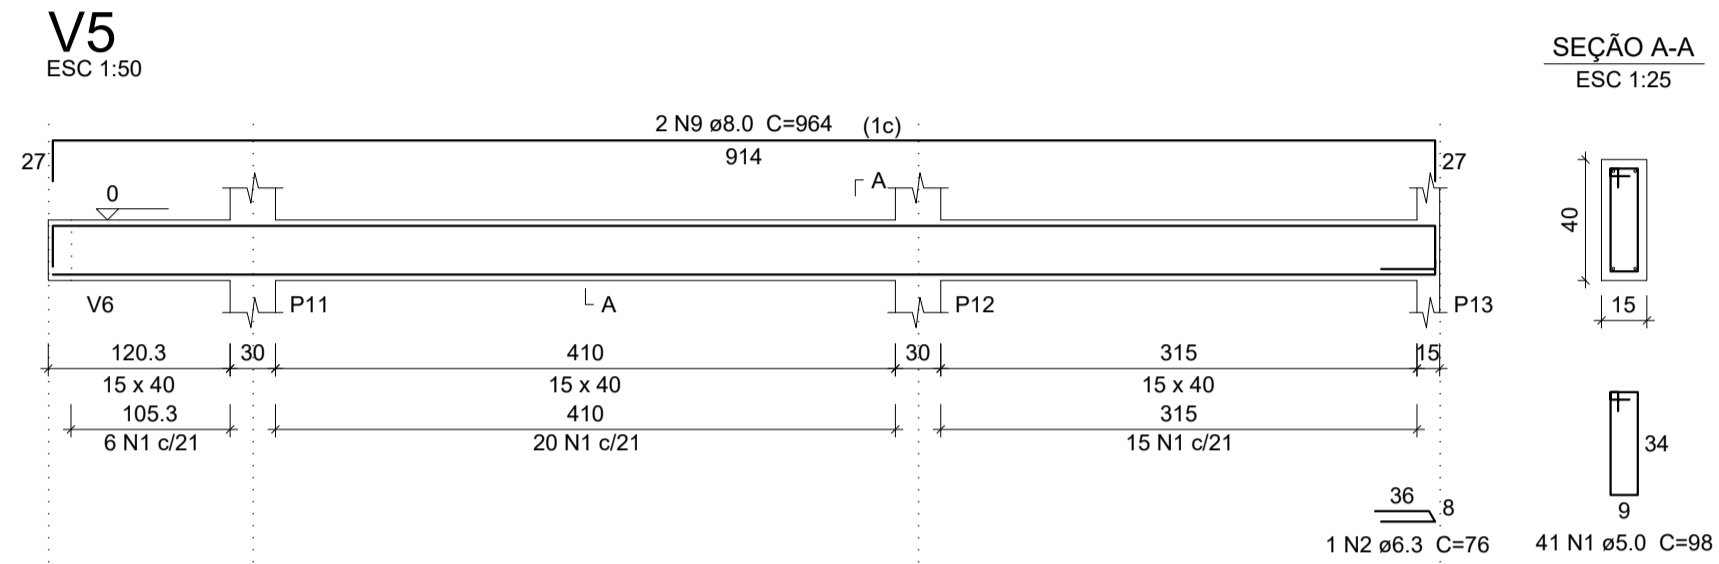 V5
ESC 1:50
SEÇÃO A-A
ESC 1:25
2 N9 ø8.0 C=964 (1c)
914
27
27
0
A
A
V6
P11
P12
P13
40
15
120.3
30
410
30
315
15
15 x 40
15 x 40
15 x 40
105.3
410
315
6 N1 c/21
20 N1 c/21
15 N1 c/21
34
9
36
8
1 N2 ø6.3 C=76
41 N1 ø5.0 C=98